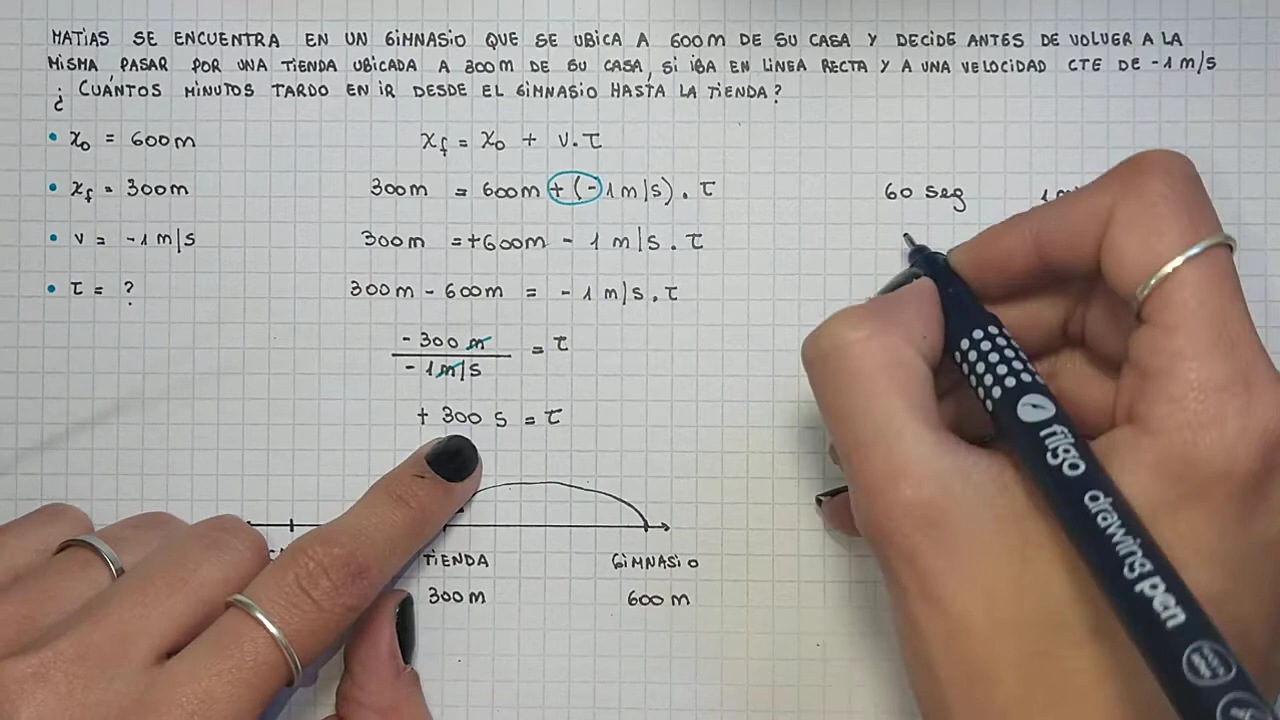 MATIAS SE ENCUENTRA EN UN GIMNASIO QUE SE UBICA A 600m DE SU CASA Y DECIDE ANTES DE VOLVER A LA
MISMA, PASAR POR UNA TIENDA UBICADA A 300m DE SU CASA, SI IBA EN LINEA RECTA Y A UNA VELOCIDAD CTE DE -1 m/s
¿ CUÁNTOS MINUTOS TARDO EN IR DESDE EL GIMNASIO HASTA LA TIENDA?
• x₀ = 600m
xf = x₀ + v.τ
• xf = 300m
300m = 600m + (-1 m/s) . τ
60 seg
• v = -1 m/s
300m = +600m - 1 m/s . τ
• τ = ?
300m - 600m = - 1 m/s . τ
- 300 m
= τ
- 1 m/s
+ 300 s = τ
TIENDA GIMNASIO
300m 600 m
filgo drawing pen